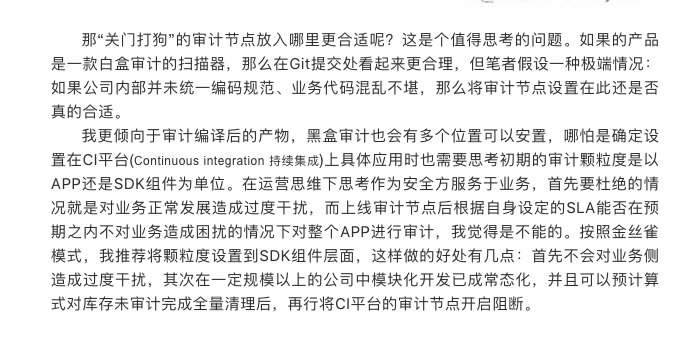 那“关门打狗”的审计节点放入哪里更合适呢？这是个值得思考的问题。如果的产品
是一款白盒审计的扫描器，那么在Git提交处看起来更合理，但笔者假设一种极端情况：
如果公司内部并未统一编码规范、业务代码混乱不堪，那么将审计节点设置在此还是否
真的合适。
我更倾向于审计编译后的产物，黑盒审计也会有多个位置可以安置，哪怕是确定设
置在CI平台(Continuous integration 持续集成)上具体应用时也需要思考初期的审计颗粒度是以
APP还是SDK组件为单位。在运营思维下思考作为安全方服务于业务，首先要杜绝的情
况就是对业务正常发展造成过度干扰，而上线审计节点后根据自身设定的SLA能否在预
期之内不对业务造成困扰的情况下对整个APP进行审计，我觉得是不能的。按照金丝雀
模式，我推荐将颗粒度设置到SDK组件层面，这样做的好处有几点：首先不会对业务侧
造成过度干扰，其次在一定规模以上的公司中模块化开发已成常态化，并且可以预计算
式对库存未审计完成全量清理后，再行将CI平台的审计节点开启阻断。